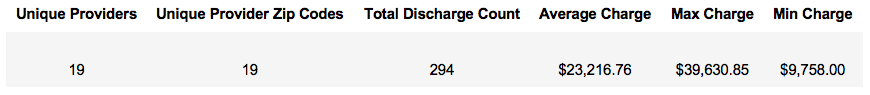 Unique Providers Unique Provider Zip Codes Total Discharge Count Average Charge Max Charge Min Charge
19 19 294 $23,216.76 $39,630.85 $9,758.00